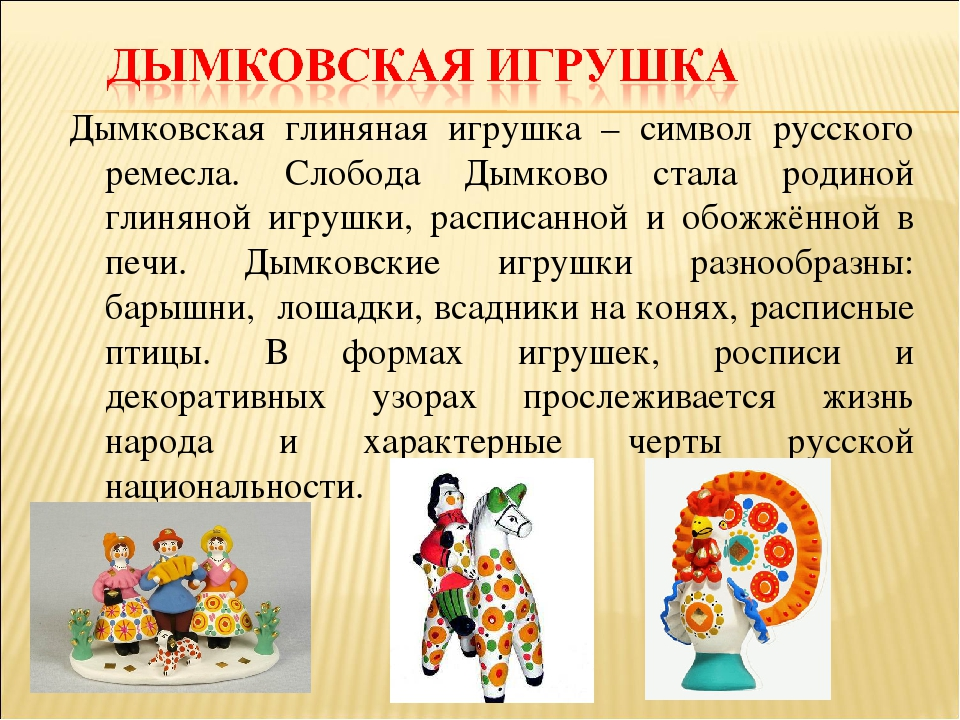 ДЫМКОВСКАЯ ИГРУШКА
Дымковская глиняная игрушка – символ русского
ремесла. Слобода Дымково стала родиной
глиняной игрушки, расписанной и обожжённой в
печи. Дымковские игрушки разнообразны:
барышни, лошадки, всадники на конях, расписные
птицы. В формах игрушек, росписи и
декоративных узорах прослеживается жизнь
народа и характерные черты русской
национальности.